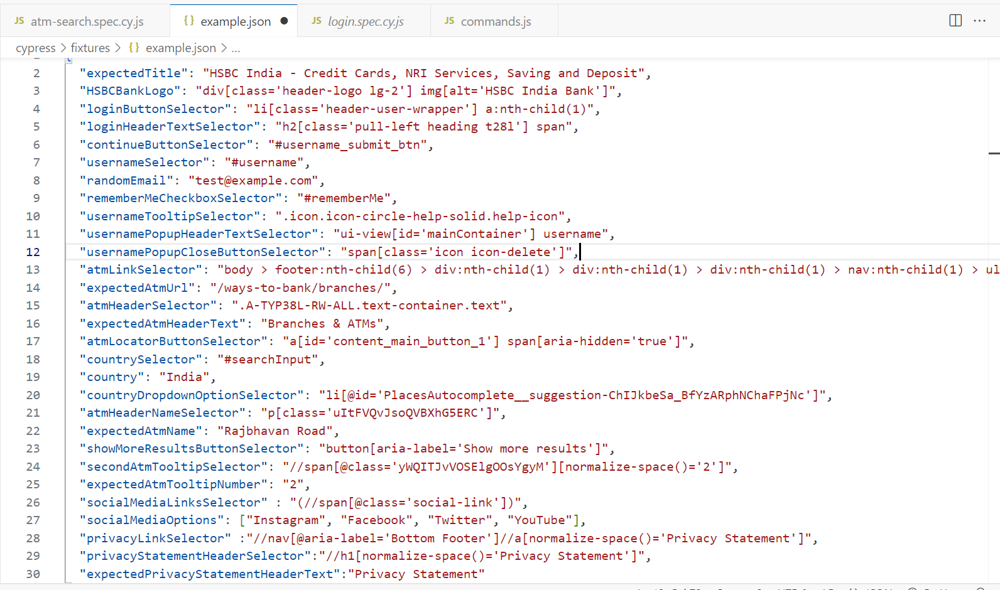 JS atm-search.spec.cy.js {} example.json ● JS login.spec.cy.js JS commands.js ...
cypress > fixtures > {} example.json > ...
2 "expectedTitle": "HSBC India - Credit Cards, NRI Services, Saving and Deposit",
3 "HSBCBankLogo": "div[class='header-logo lg-2'] img[alt='HSBC India Bank']",
4 "loginButtonSelector": "li[class='header-user-wrapper'] a:nth-child(1)",
5 "loginHeaderTextSelector": "h2[class='pull-left heading t28l'] span",
6 "continueButtonSelector": "#username_submit_btn",
7 "usernameSelector": "#username",
8 "randomEmail": "test@example.com",
9 "rememberMeCheckboxSelector": "#rememberMe",
10 "usernameTooltipSelector": ".icon.icon-circle-help-solid.help-icon",
11 "usernamePopupHeaderTextSelector": "ui-view[id='mainContainer'] username",
12 "usernamePopupCloseButtonSelector": "span[class='icon icon-delete']",
13 "atmLinkSelector": "body > footer:nth-child(6) > div:nth-child(1) > div:nth-child(1) > div:nth-child(1) > nav:nth-child(1) > ul
14 "expectedAtmUrl": "/ways-to-bank/branches/",
15 "atmHeaderSelector": ".A-TYP38L-RW-ALL.text-container.text",
16 "expectedAtmHeaderText": "Branches & ATMs",
17 "atmLocatorButtonSelector": "a[id='content_main_button_1'] span[aria-hidden='true']",
18 "countrySelector": "#searchInput",
19 "country": "India",
20 "countryDropdownOptionSelector": "li[@id='PlacesAutocomplete__suggestion-ChIJkbeSa_BfYzARphNChaFPjNc']",
21 "atmHeaderNameSelector": "p[class='uItFVQvJsoQVBXhG5ERC']",
22 "expectedAtmName": "Rajbhavan Road",
23 "showMoreResultsButtonSelector": "button[aria-label='Show more results']",
24 "secondAtmTooltipSelector": "//span[@class='yWQITJvVOSElgOOsYgyM'][normalize-space()='2']",
25 "expectedAtmTooltipNumber": "2",
26 "socialMediaLinksSelector" : "(//span[@class='social-link'])",
27 "socialMediaOptions": ["Instagram", "Facebook", "Twitter", "YouTube"],
28 "privacyLinkSelector" :"//nav[@aria-label='Bottom Footer']//a[normalize-space()='Privacy Statement']",
29 "privacyStatementHeaderSelector":"//h1[normalize-space()='Privacy Statement']",
30 "expectedPrivacyStatementHeaderText":"Privacy Statement"